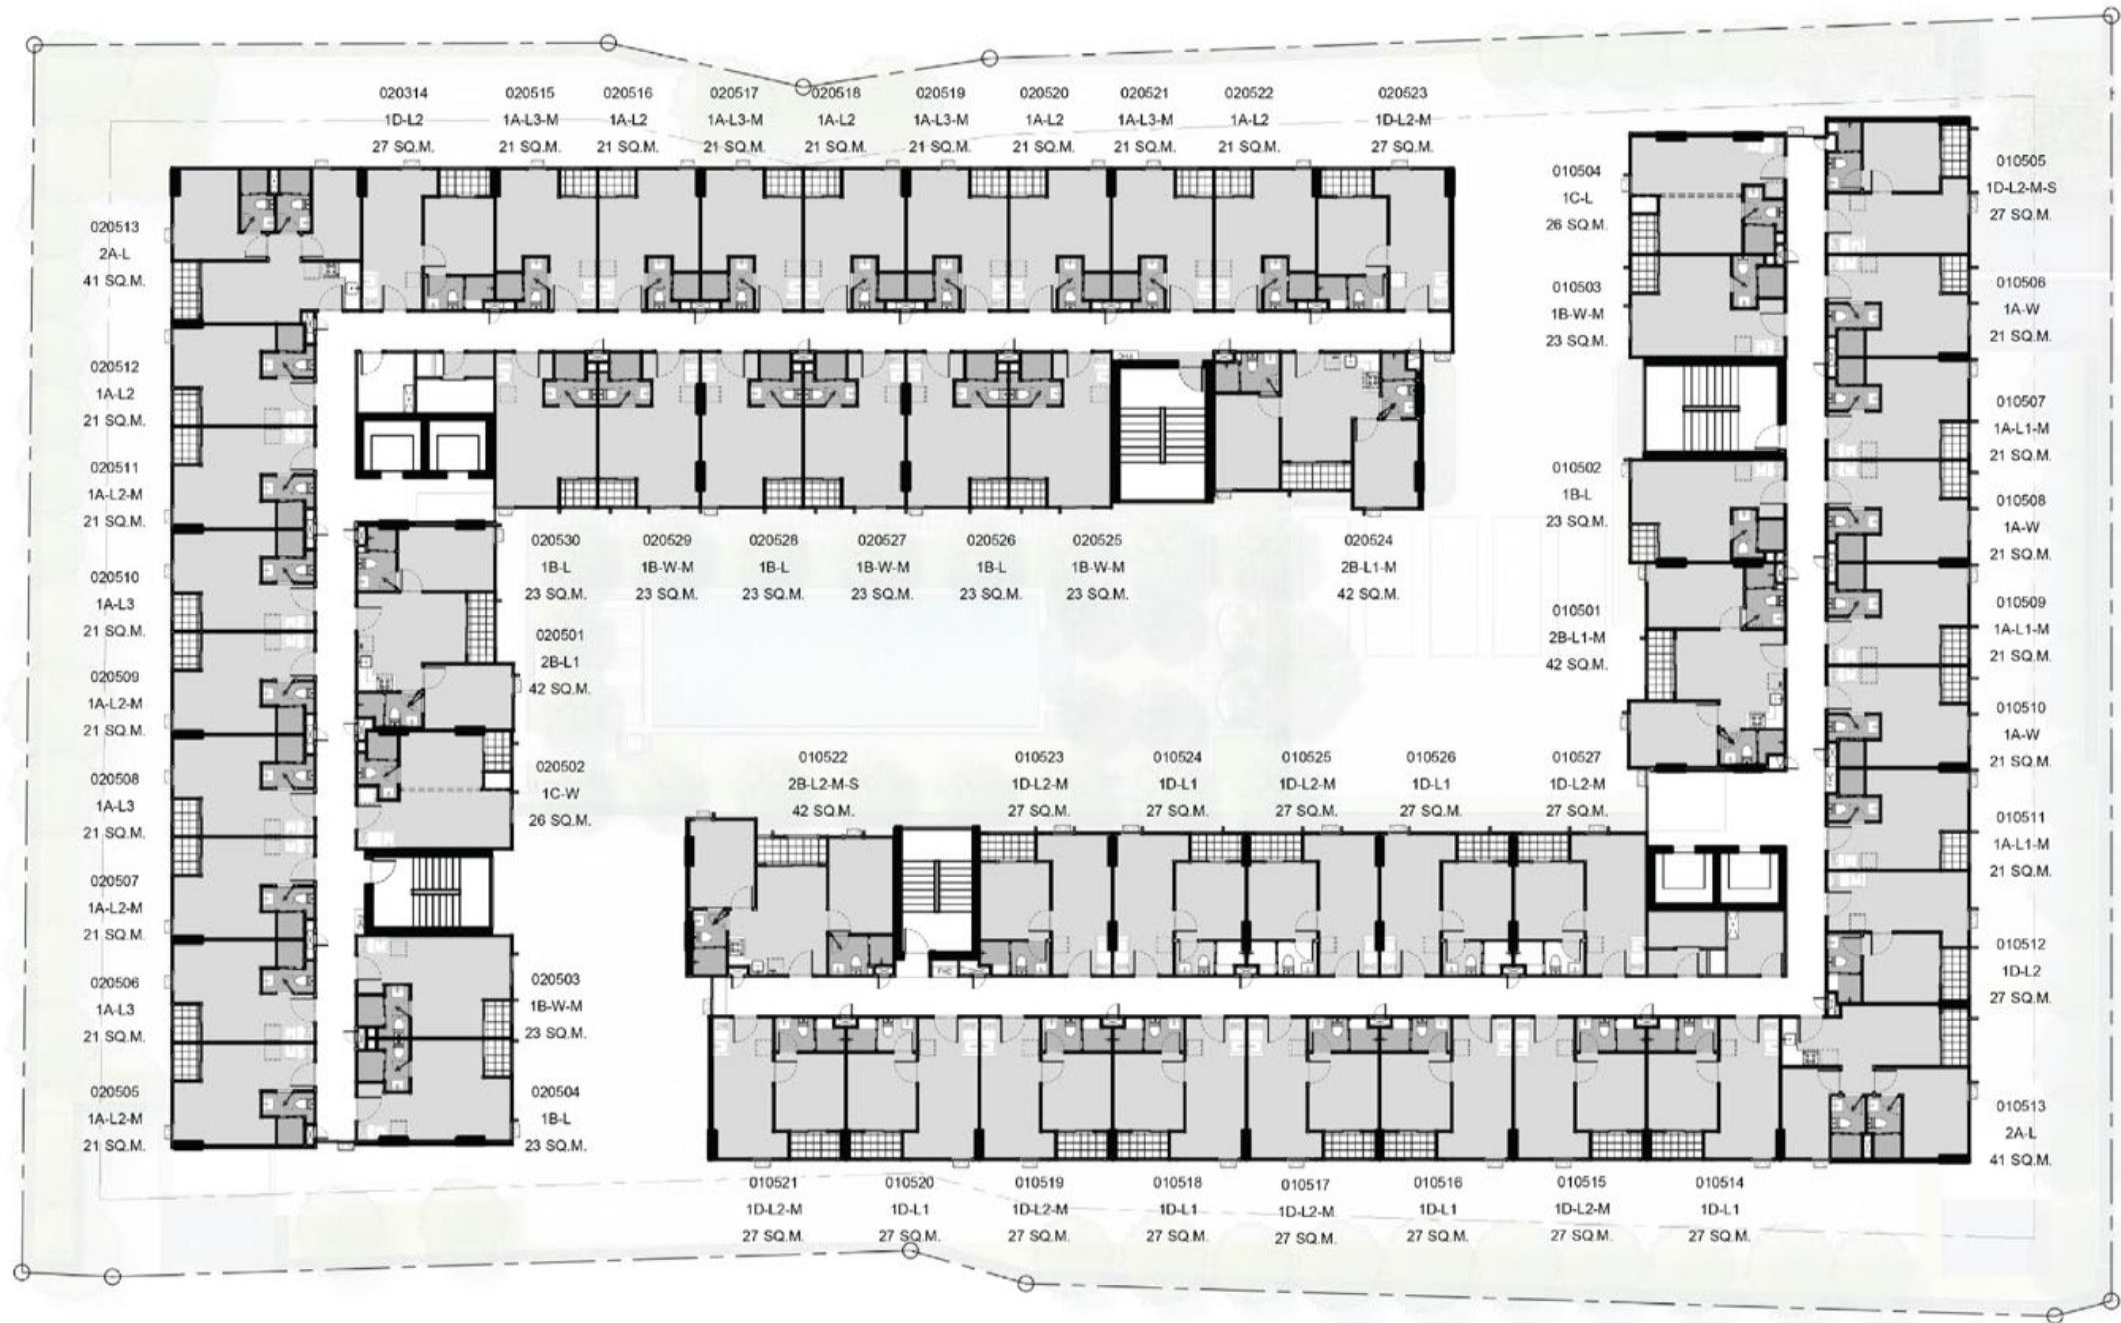 020314
1D-L2
27 SQ.M.
020515
1A-L3-M
21 SQ.M.
020516
1A-L2
21 SQ.M.
020517
1A-L3-M
21 SQ.M.
020518
1A-L2
21 SQ.M.
020519
1A-L3-M
21 SQ.M.
020520
1A-L2
21 SQ.M.
020521
1A-L3-M
21 SQ.M.
020522
1A-L2
21 SQ.M.
020523
1D-L2-M
27 SQ.M.
020513
2A-L
41 SQ.M.
020512
1A-L2
21 SQ.M.
020511
1A-L2-M
21 SQ.M.
020510
1A-L3
21 SQ.M.
020509
1A-L2-M
21 SQ.M.
020508
1A-L3
21 SQ.M.
020507
1A-L2-M
21 SQ.M.
020506
1A-L3
21 SQ.M.
020505
1A-L2-M
21 SQ.M.
020530
1B-L
23 SQ.M.
020529
1B-W-M
23 SQ.M.
020528
1B-L
23 SQ.M.
020527
1B-W-M
23 SQ.M.
020526
1B-L
23 SQ.M.
020525
1B-W-M
23 SQ.M.
020524
2B-L1-M
42 SQ.M.
020501
2B-L1
42 SQ.M.
020502
1C-W
26 SQ.M.
020503
1B-W-M
23 SQ.M.
020504
1B-L
23 SQ.M.
010504
1C-L
26 SQ.M.
010503
1B-W-M
23 SQ.M.
010502
1B-L
23 SQ.M.
010501
2B-L1-M
42 SQ.M.
010505
1D-L2-M-S
27 SQ.M.
010506
1A-W
21 SQ.M.
010507
1A-L1-M
21 SQ.M.
010508
1A-W
21 SQ.M.
010509
1A-L1-M
21 SQ.M.
010510
1A-W
21 SQ.M.
010511
1A-L1-M
21 SQ.M.
010512
1D-L2
27 SQ.M.
010513
2A-L
41 SQ.M.
010522
2B-L2-M-S
42 SQ.M.
010523
1D-L2-M
27 SQ.M.
010524
1D-L1
27 SQ.M.
010525
1D-L2-M
27 SQ.M.
010526
1D-L1
27 SQ.M.
010527
1D-L2-M
27 SQ.M.
010521
1D-L2-M
27 SQ.M.
010520
1D-L1
27 SQ.M.
010519
1D-L2-M
27 SQ.M.
010518
1D-L1
27 SQ.M.
010517
1D-L2-M
27 SQ.M.
010516
1D-L1
27 SQ.M.
010515
1D-L2-M
27 SQ.M.
010514
1D-L1
27 SQ.M.